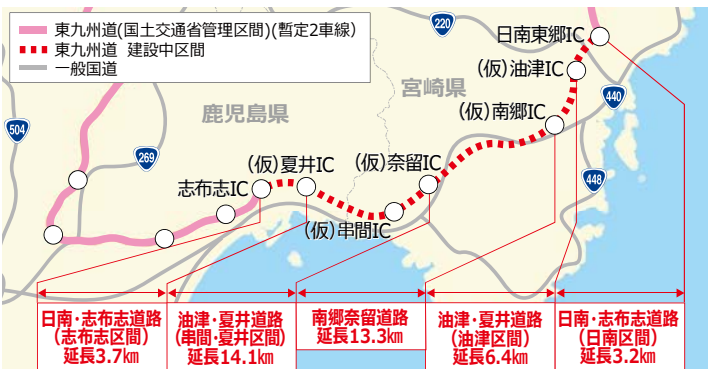 東九州道(国土交通省管理区間)(暫定2車線)
東九州道 建設中区間
一般国道
220
日南東郷IC
(仮)油津IC
宮崎県
440
(仮)南郷IC
鹿児島県
504
269
(仮)夏井IC
(仮)奈留IC
448
志布志IC
(仮)串間IC
日南・志布志道路
(志布志区間)
延長3.7km
油津・夏井道路
(串間・夏井区間)
延長14.1km
南郷奈留道路
延長13.3km
油津・夏井道路
(油津区間)
延長6.4km
日南・志布志道路
(日南区間)
延長3.2km